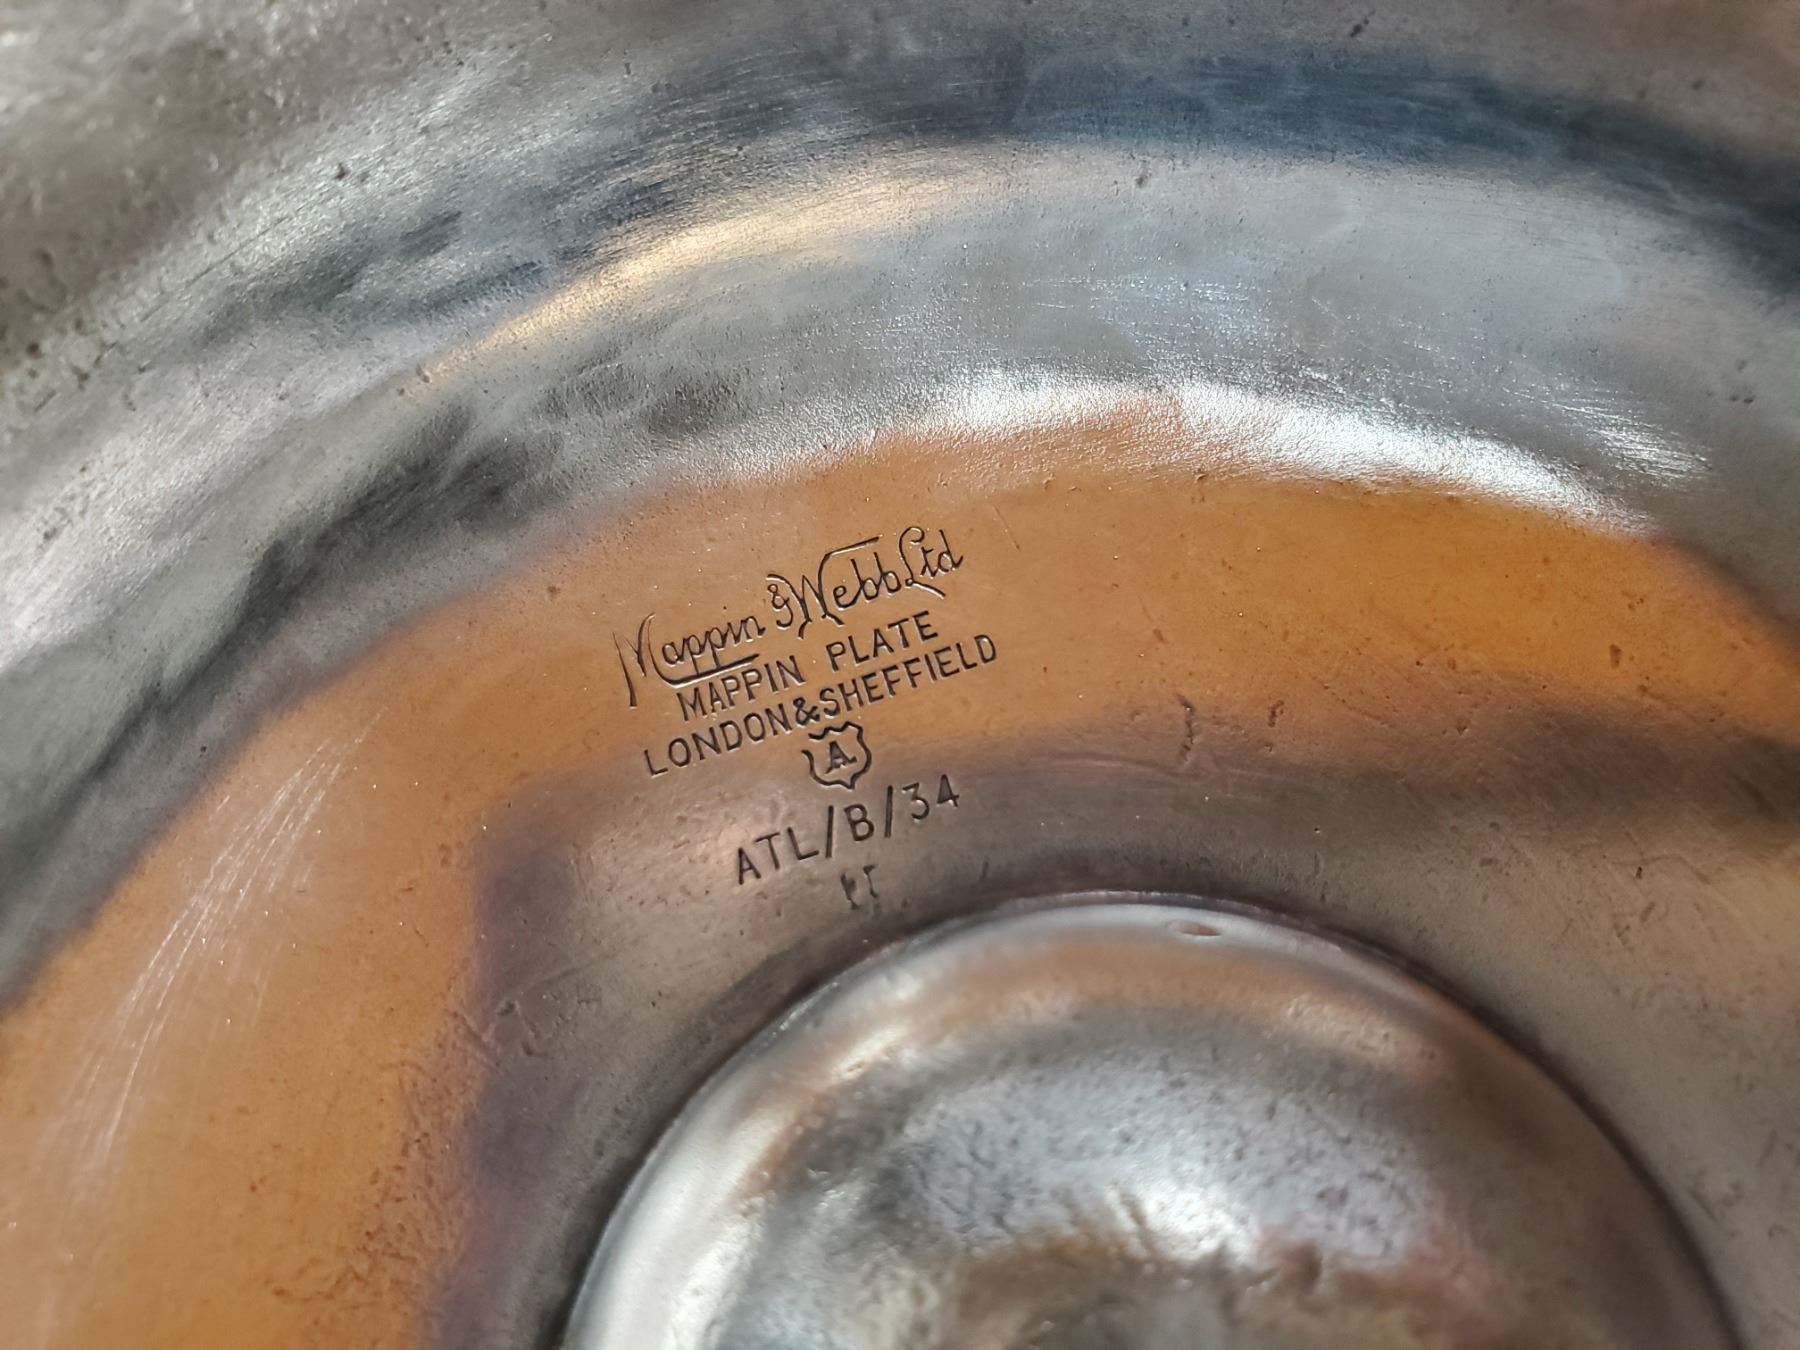 Mappin & Webb Ltd
MAPPIN PLATE
LONDON & SHEFFIELD
A
ATL/B/34